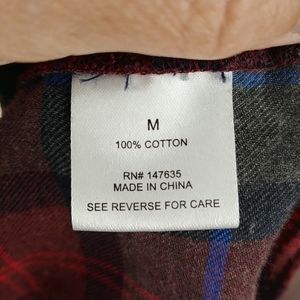 M
100% COTTON
RN# 147635
MADE IN CHINA
SEE REVERSE FOR CARE